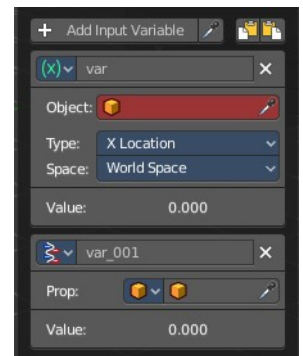 + Add Input Variable
(x) var
Object:
Type: X Location
Space: World Space
Value: 0.000
var_001
Prop:
Value: 0.000